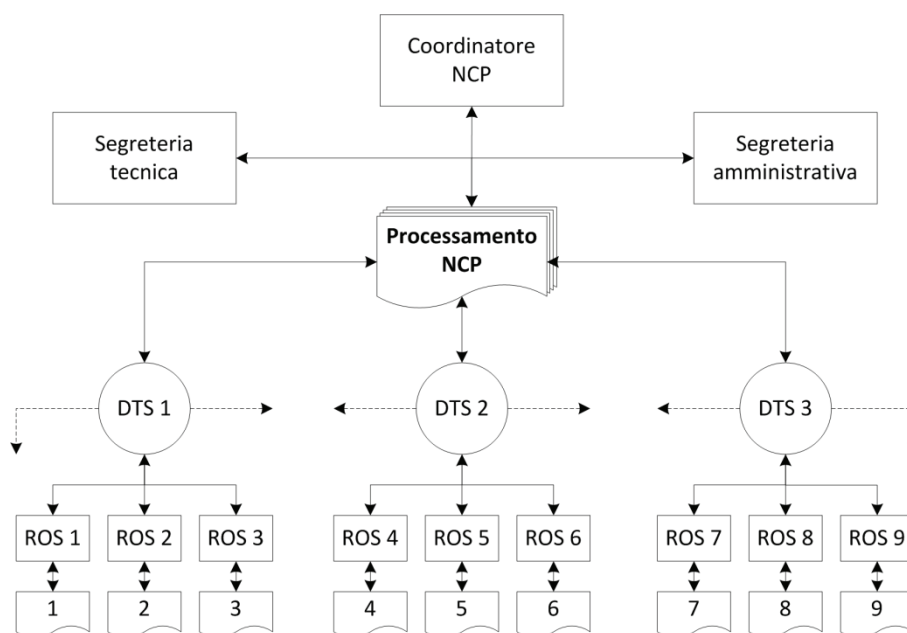 Coordinatore
NCP
Segreteria
tecnica
Segreteria
amministrativa
Processamento
NCP
DTS 1
DTS 2
DTS 3
ROS 1
ROS 2
ROS 3
ROS 4
ROS 5
ROS 6
ROS 7
ROS 8
ROS 9
1
2
3
4
5
6
7
8
9